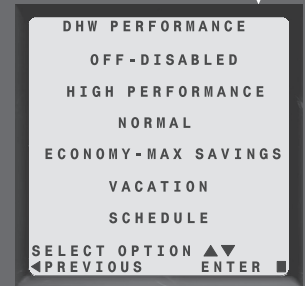 DHW PERFORMANCE
OFF-DISABLED
HIGH PERFORMANCE
NORMAL
ECONOMY-MAX SAVINGS
VACATION
SCHEDULE
SELECT OPTION ▲▼
◀PREVIOUS ENTER ■